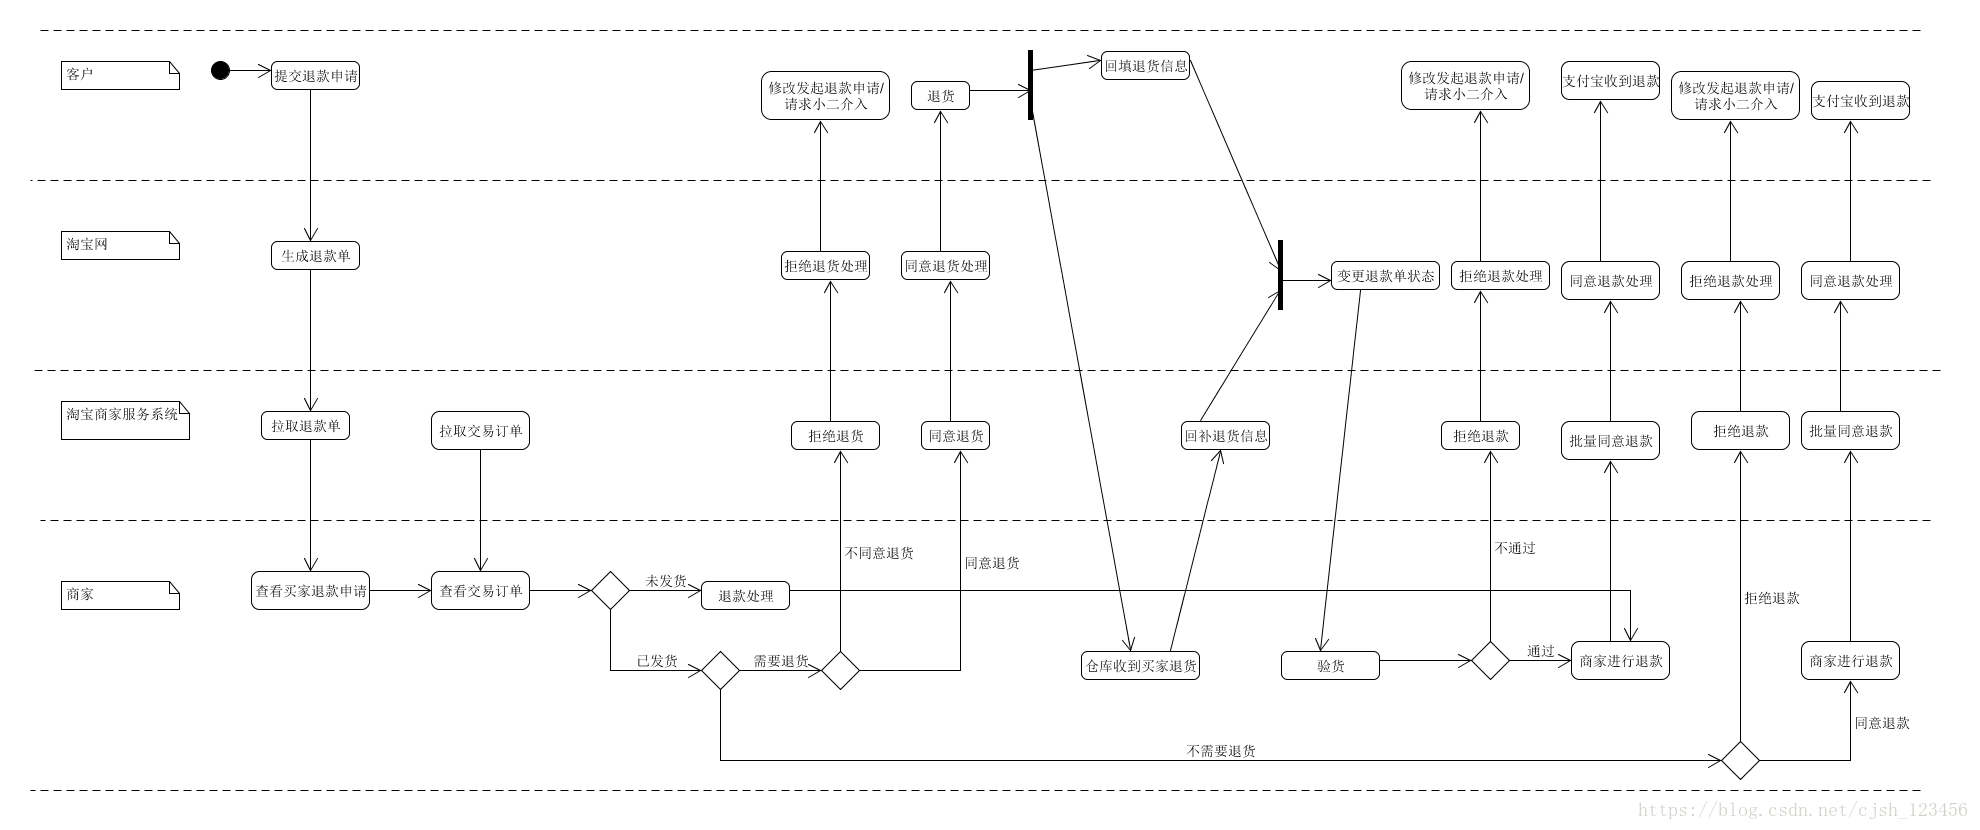 客户
提交退款申请
修改发起退款申请/
请求小二介入
退货
回填退货信息
修改发起退款申请/
请求小二介入
支付宝收到退款
修改发起退款申请/
请求小二介入
支付宝收到退款
淘宝网
生成退款单
拒绝退货处理
同意退货处理
变更退款单状态
拒绝退款处理
同意退款处理
拒绝退款处理
同意退款处理
淘宝商家服务系统
拉取退款单
拉取交易订单
拒绝退货
同意退货
回补退货信息
拒绝退款
批量同意退款
拒绝退款
批量同意退款
不同意退货
同意退货
不通过
商家
查看买家退款申请
查看交易订单
未发货
退款处理
拒绝退款
已发货
需要退货
仓库收到买家退货
验货
通过
商家进行退款
商家进行退款
同意退款
不需要退货
https://blog.csdn.net/cjsh_123456